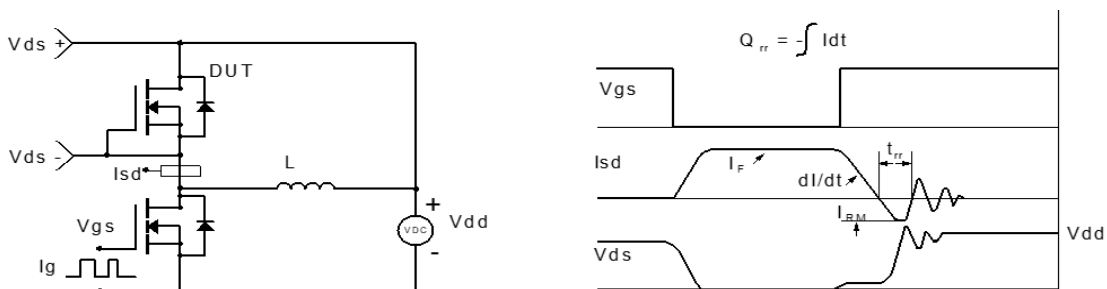 Vds +
DUT
Vds -
Isd
L
Vgs
Ig
+
VDC
-
Vdd
Q rr = -∫ Idt
Vgs
Isd
I F
dI/dt
t rr
I RM
Vds
Vdd